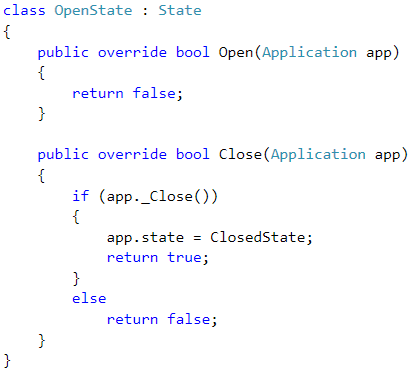 class OpenState : State
{
    public override bool Open(Application app)
    {
        return false;
    }

    public override bool Close(Application app)
    {
        if (app._Close())
        {
            app.state = ClosedState;
            return true;
        }
        else
            return false;
    }
}